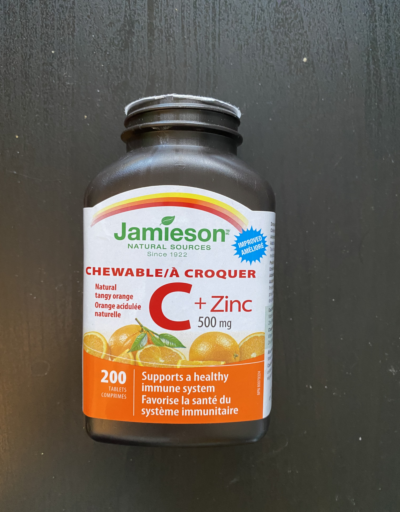 Jamieson
NATURAL SOURCES
Since 1922
IMPROVED
AMÉLIORÉ
CHEWABLE/À CROQUER
Natural
tangy orange
Orange acidulée
naturelle
C + Zinc
500 mg
200
TABLETS
COMPRIMÉS
Supports a healthy
immune system
Favorise la santé du
système immunitaire